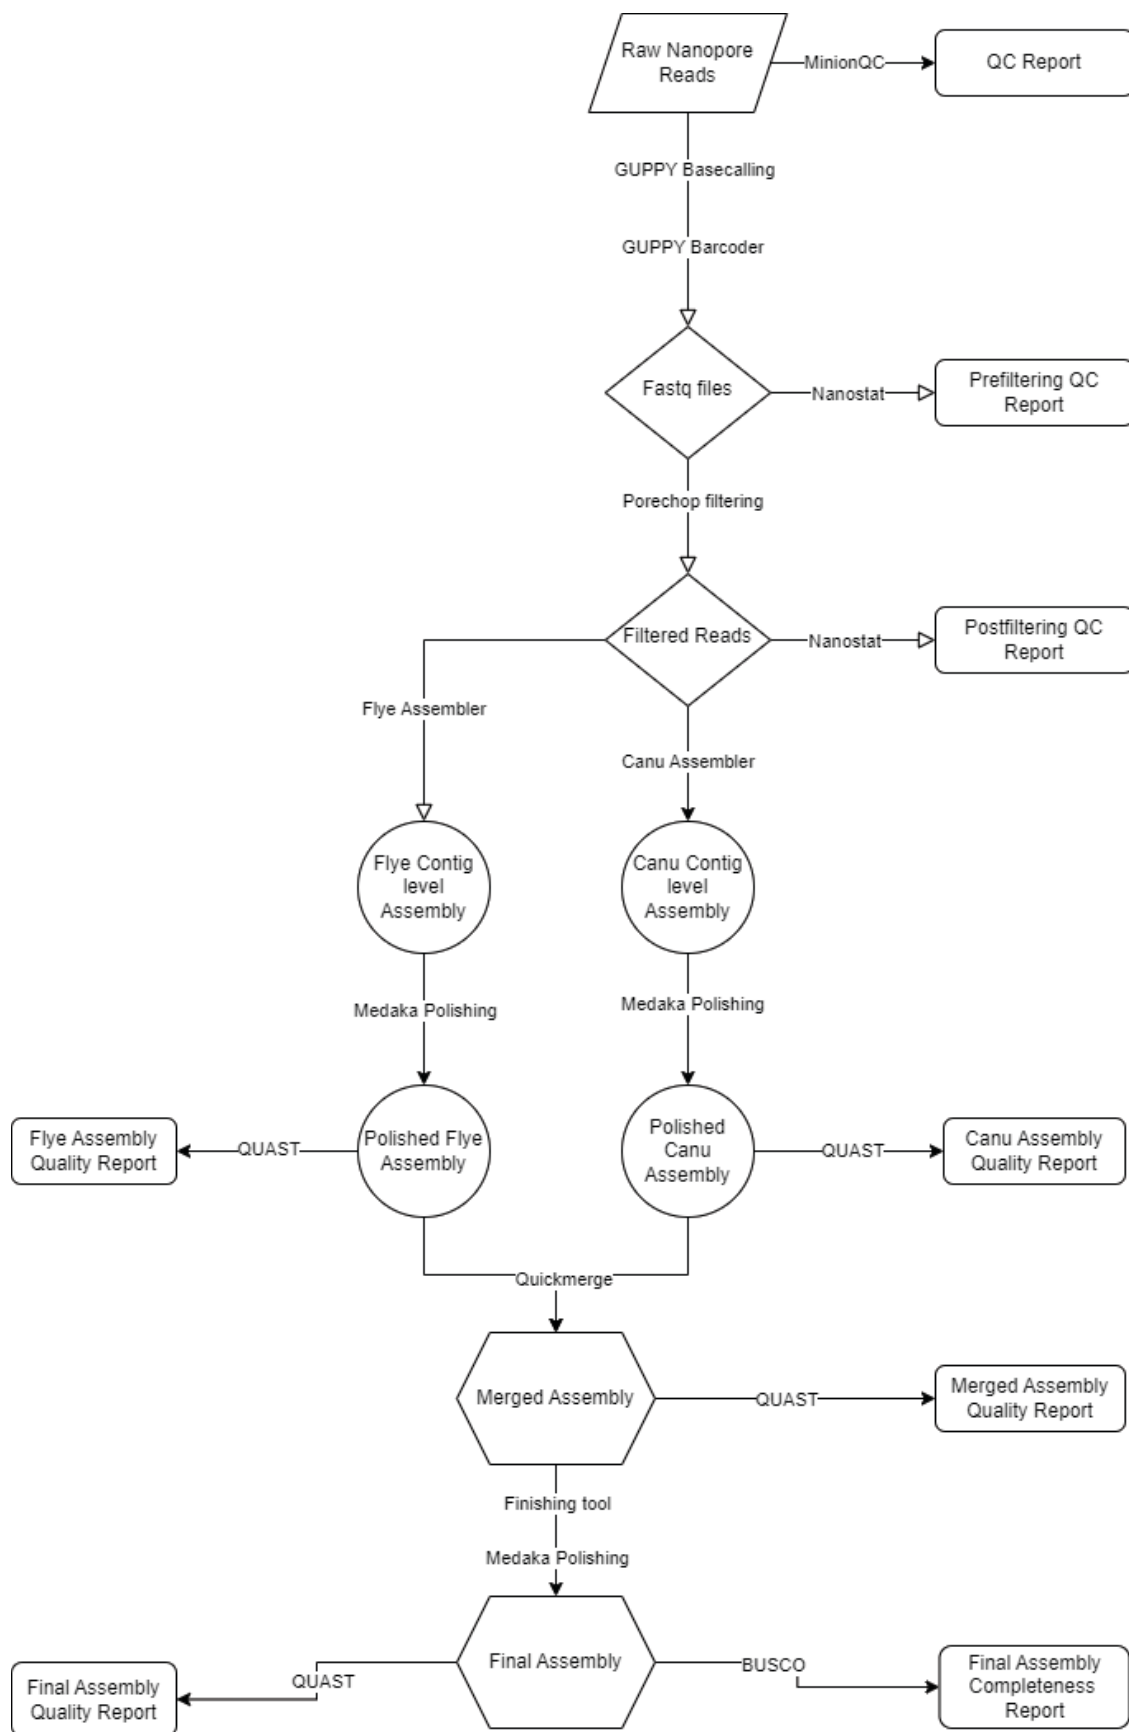 Raw Nanopore
Reads
MinionQC
QC Report
GUPPY Basecalling
GUPPY Barcoder
Fastq files
Nanostat
Prefiltering QC
Report
Porechop filtering
Filtered Reads
Nanostat
Postfiltering QC
Report
Flye Assembler
Canu Assembler
Flye Contig
level
Assembly
Canu Contig
level
Assembly
Medaka Polishing
Medaka Polishing
Flye Assembly
Quality Report
QUAST
Polished Flye
Assembly
Polished
Canu
Assembly
QUAST
Canu Assembly
Quality Report
Quickmerge
Merged Assembly
QUAST
Merged Assembly
Quality Report
Finishing tool
Medaka Polishing
Final Assembly
Quality Report
QUAST
Final Assembly
BUSCO
Final Assembly
Completeness
Report